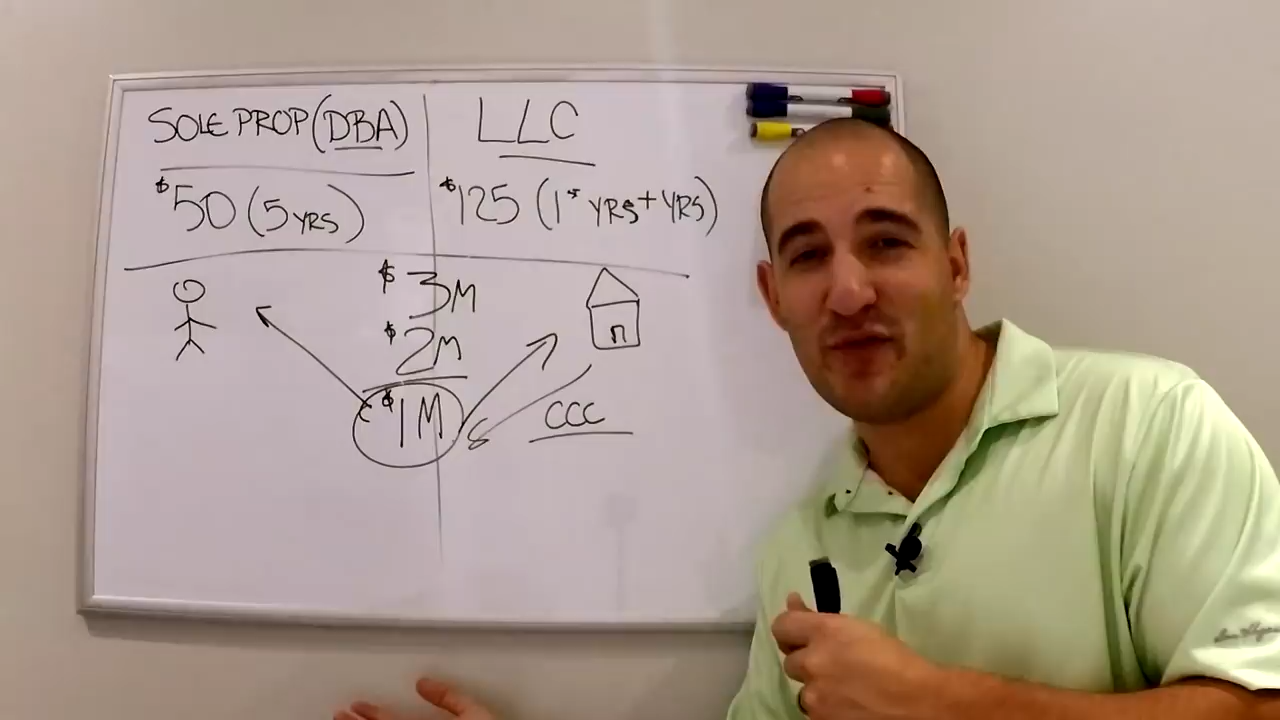 SOLE PROP (DBA)
LLC
$50 (5 YRS)
$125 (1st YRS + YRS)
$3M
$2M
$1M
CCC